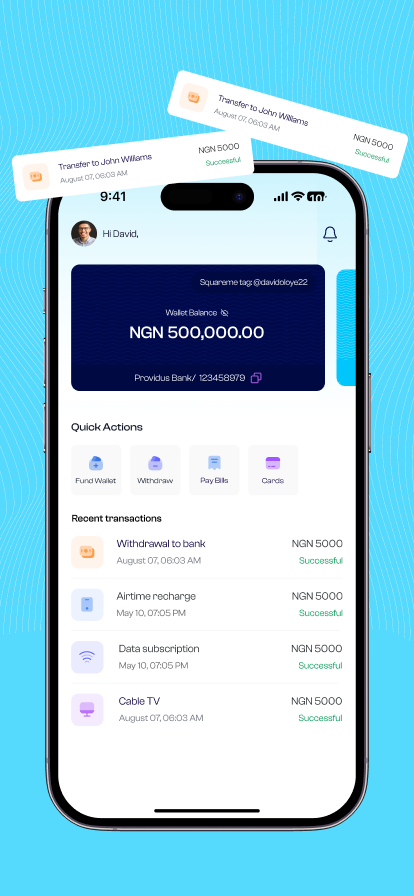 Transfer to John Williams
August 07, 06:03 AM
NGN 5000
Successful
Transfer to John Williams
August 07, 06:03 AM
NGN 5000
Successful
9:41
10
Hi David,
Squareme tag: @davidoloye22
Wallet Balance
NGN 500,000.00
Providus Bank/ 123458979
Quick Actions
Fund Wallet
Withdraw
Pay Bills
Cards
Recent transactions
Withdrawal to bank
NGN 5000
August 07, 06:03 AM
Successful
Airtime recharge
NGN 5000
May 10, 07:05 PM
Successful
Data subscription
NGN 5000
May 10, 07:05 PM
Successful
Cable TV
NGN 5000
August 07, 06:03 AM
Successful